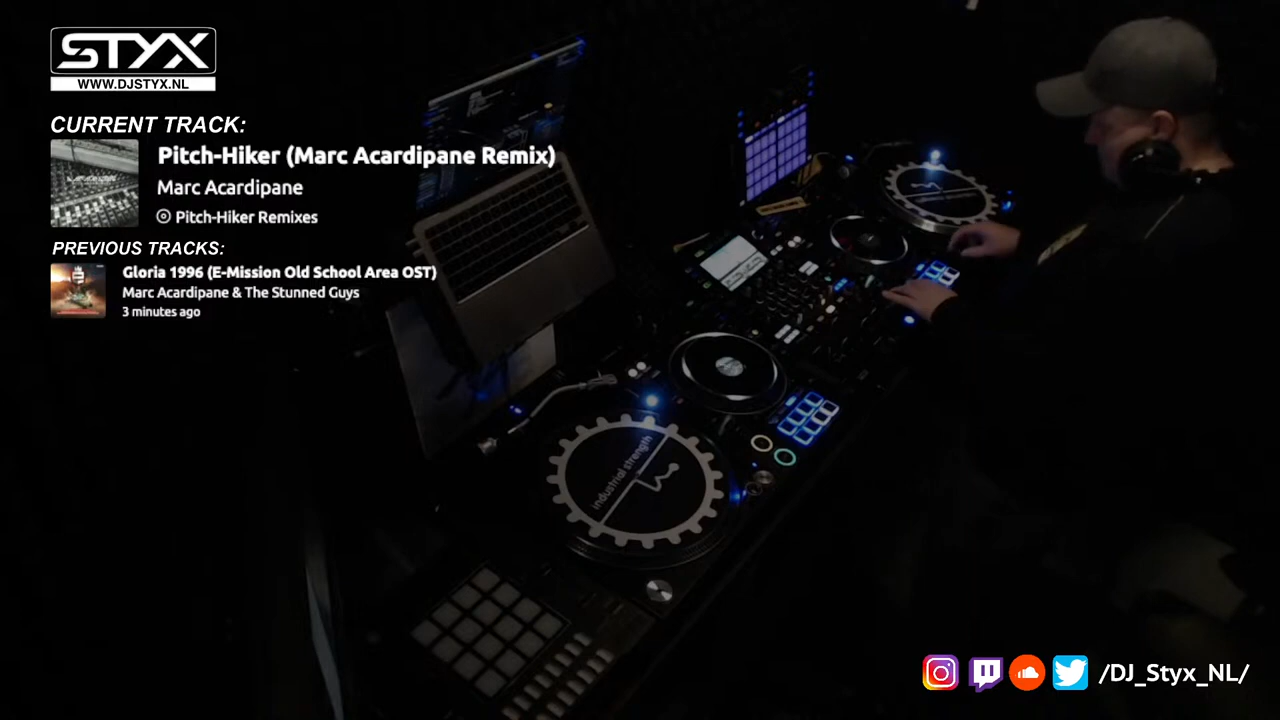 STYX
WWW.DJSTYX.NL
CURRENT TRACK:
Pitch-Hiker (Marc Acardipane Remix)
Marc Acardipane
Pitch-Hiker Remixes
PREVIOUS TRACKS:
Gloria 1996 (E-Mission Old School Area OST)
Marc Acardipane & The Stunned Guys
3 minutes ago
industrial strength
/DJ_Styx_NL/